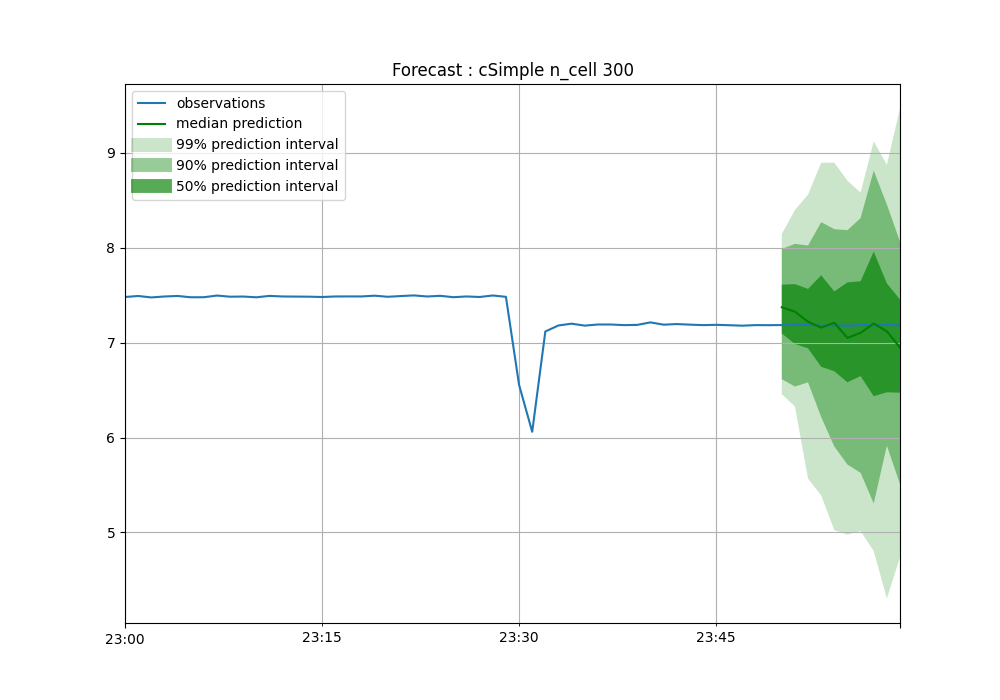 Forecast : cSimple n_cell 300
observations
median prediction
99% prediction interval
90% prediction interval
50% prediction interval
9
8
7
6
5
23:00
23:15
23:30
23:45